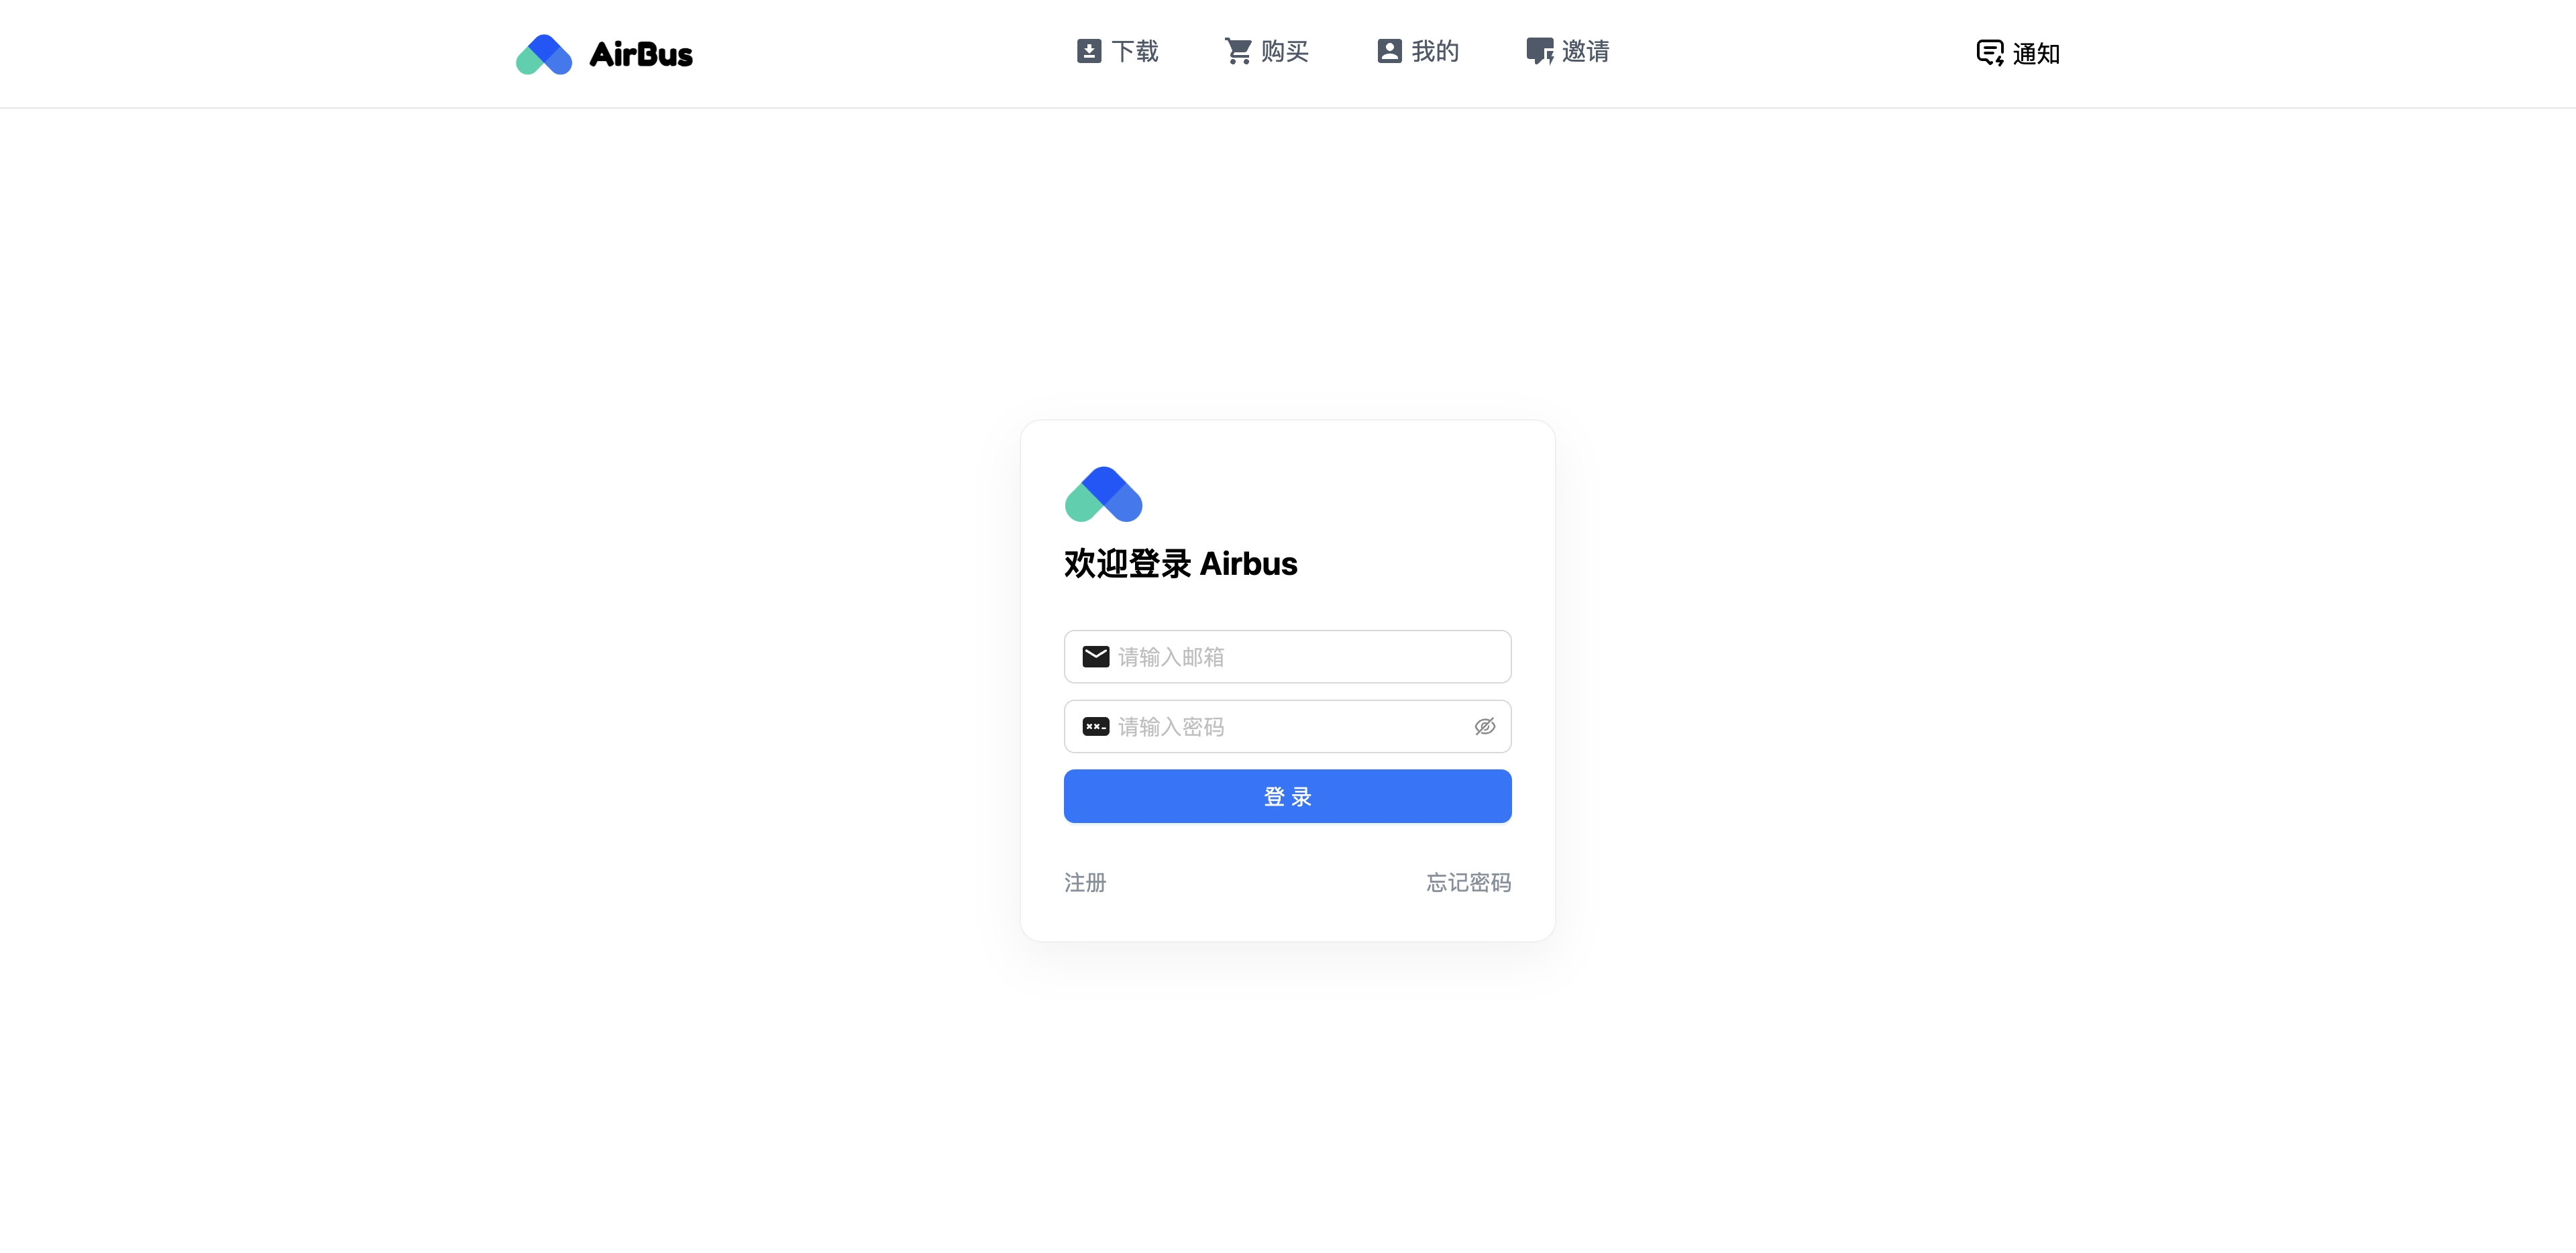 AirBus
下载
购买
我的
邀请
通知
欢迎登录 Airbus
请输入邮箱
请输入密码
登 录
注册
忘记密码